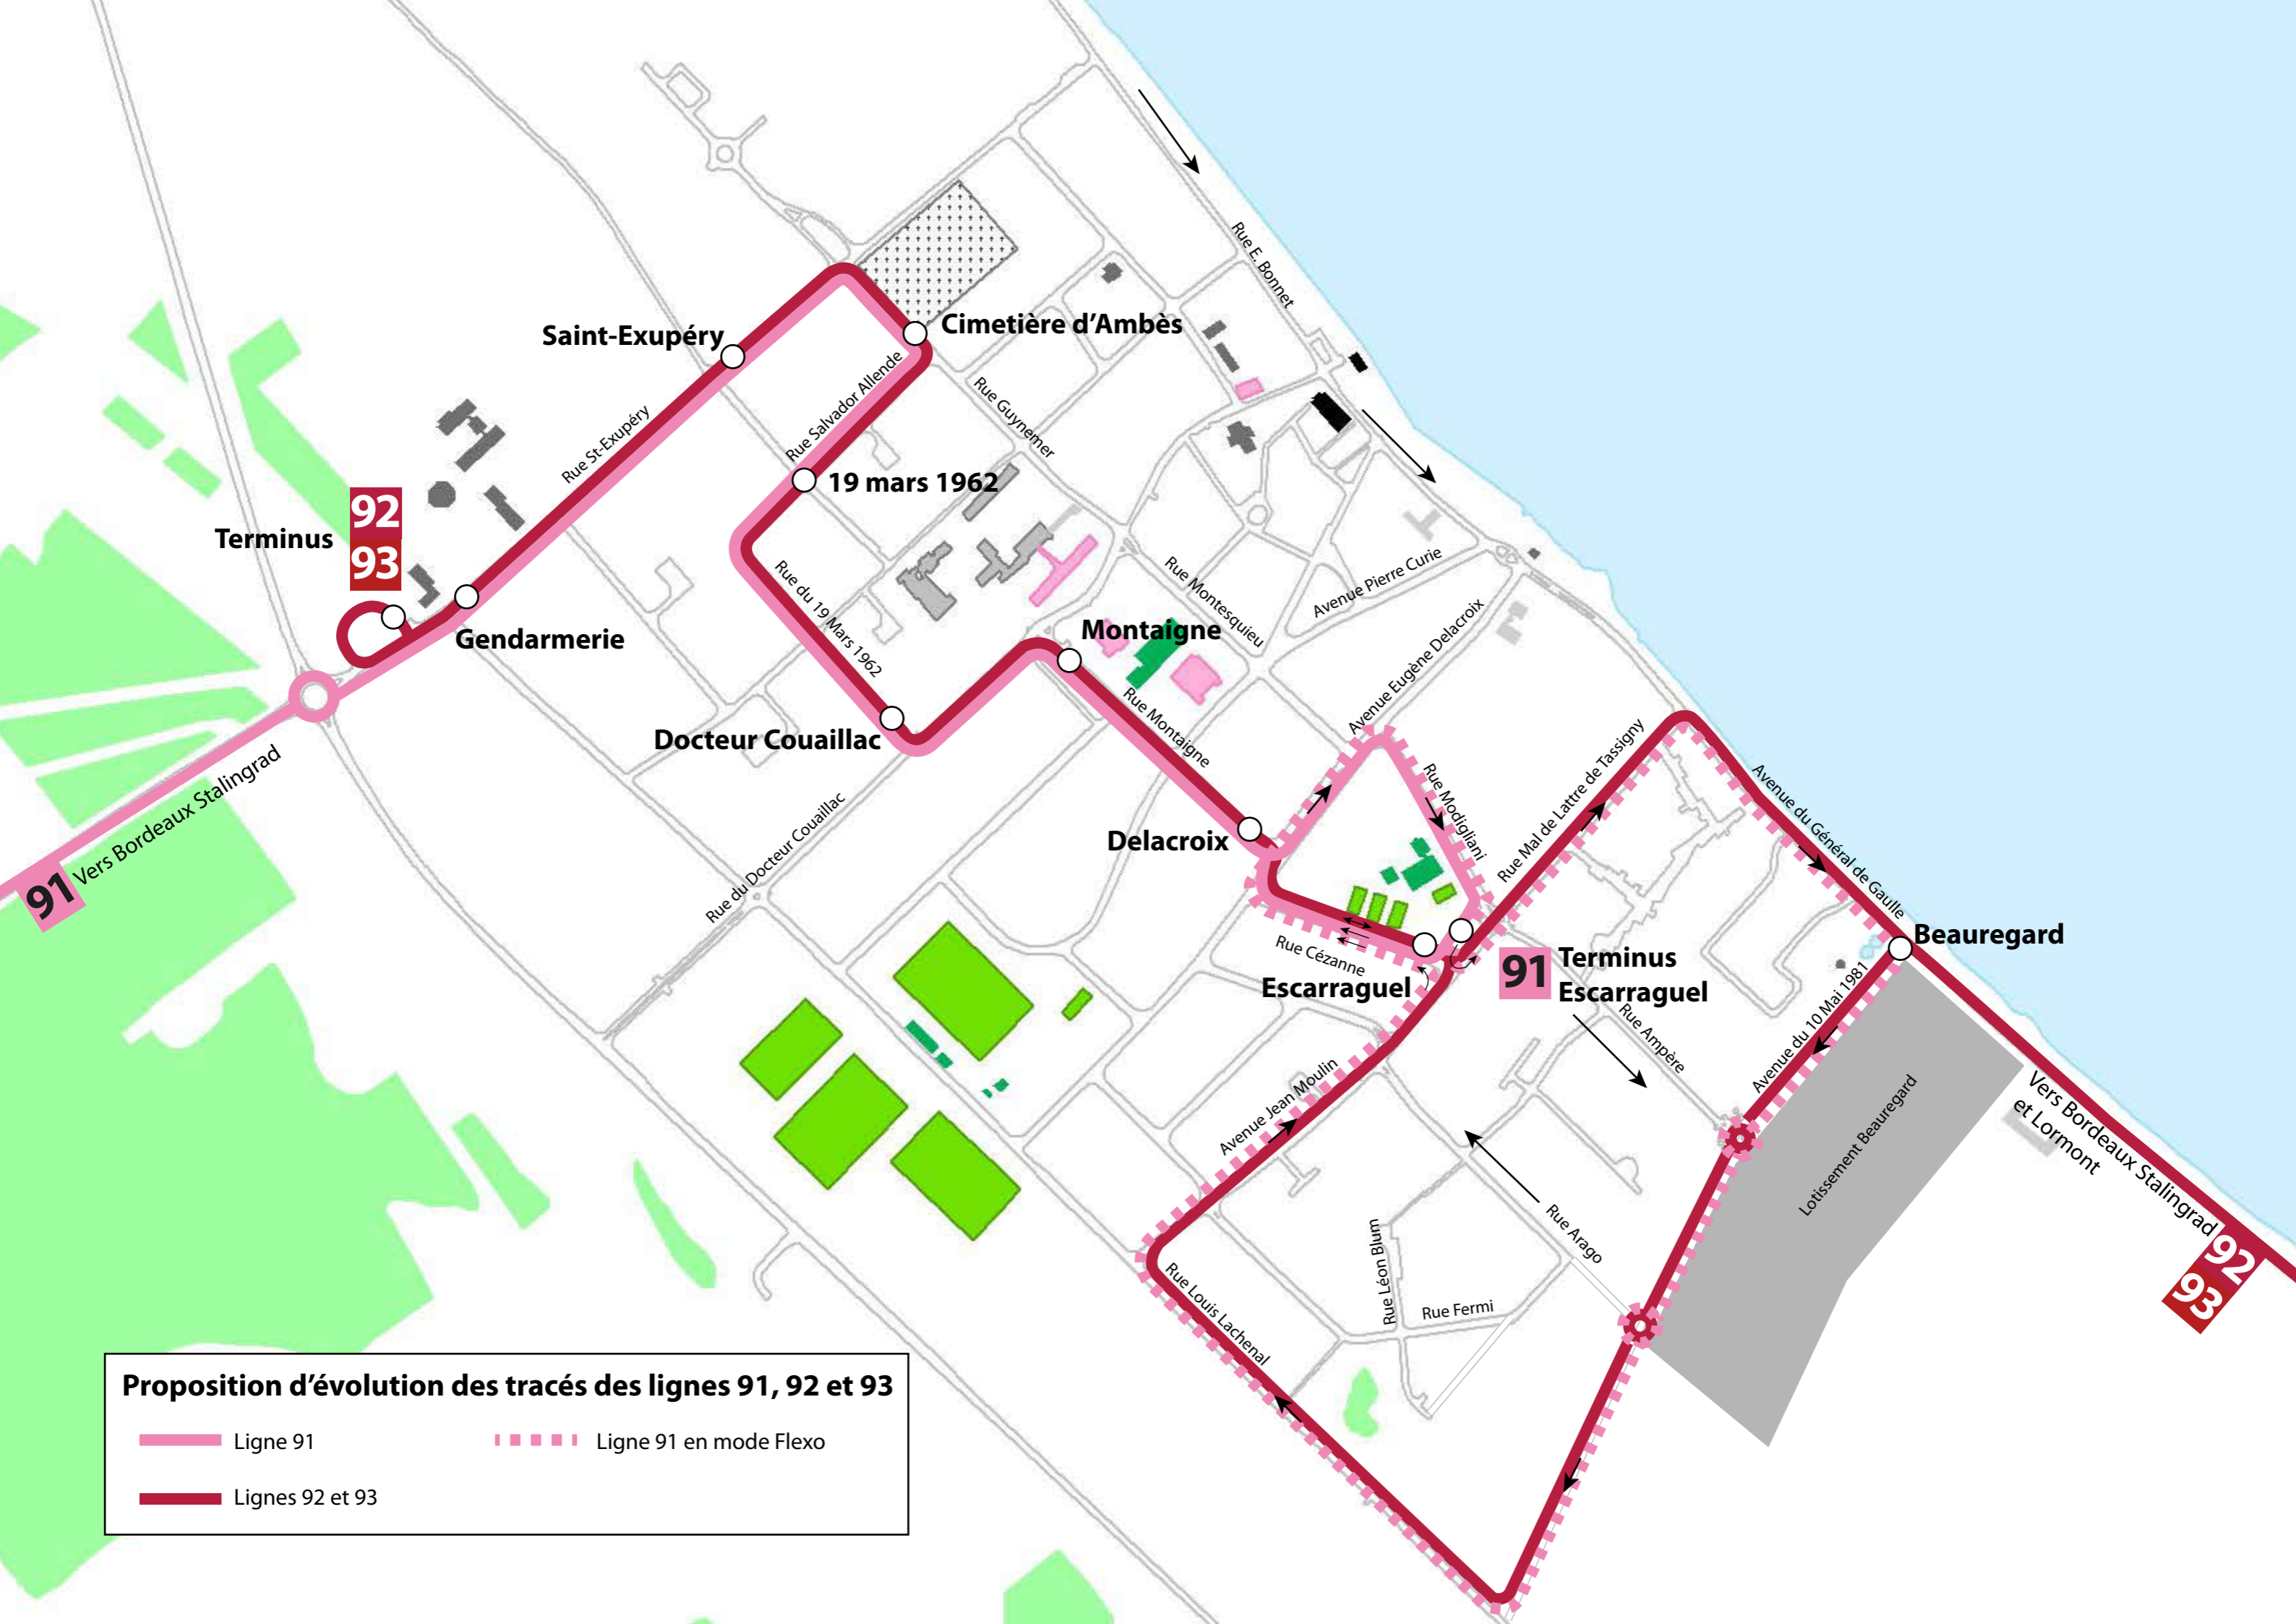 Rue E. Bonnet
Saint-Exupéry
Cimetière d'Ambès
Rue Salvador Allende
Rue Guynemer
Rue St-Exupéry
19 mars 1962
Terminus
92
93
Gendarmerie
Rue du 19 Mars 1962
Montaigne
Rue Montesquieu
Avenue Pierre Curie
Avenue Eugène Delacroix
Rue Montaigne
Docteur Couaillac
Rue du Docteur Couaillac
Vers Bordeaux Stalingrad
91
Delacroix
Rue Modigliani
Rue Mal de Lattre de Tassigny
Avenue du Général de Gaulle
Rue Cézanne
Escarraguel
91
Terminus
Escarraguel
Beauregard
Avenue du 10 Mai 1981
Rue Ampère
Avenue Jean Moulin
Lotissement Beauregard
Vers Bordeaux Stalingrad
et Lormont
92
93
Rue Arago
Rue Léon Blum
Rue Fermi
Rue Louis Lachenal
Proposition d'évolution des tracés des lignes 91, 92 et 93
Ligne 91
Ligne 91 en mode Flexo
Lignes 92 et 93